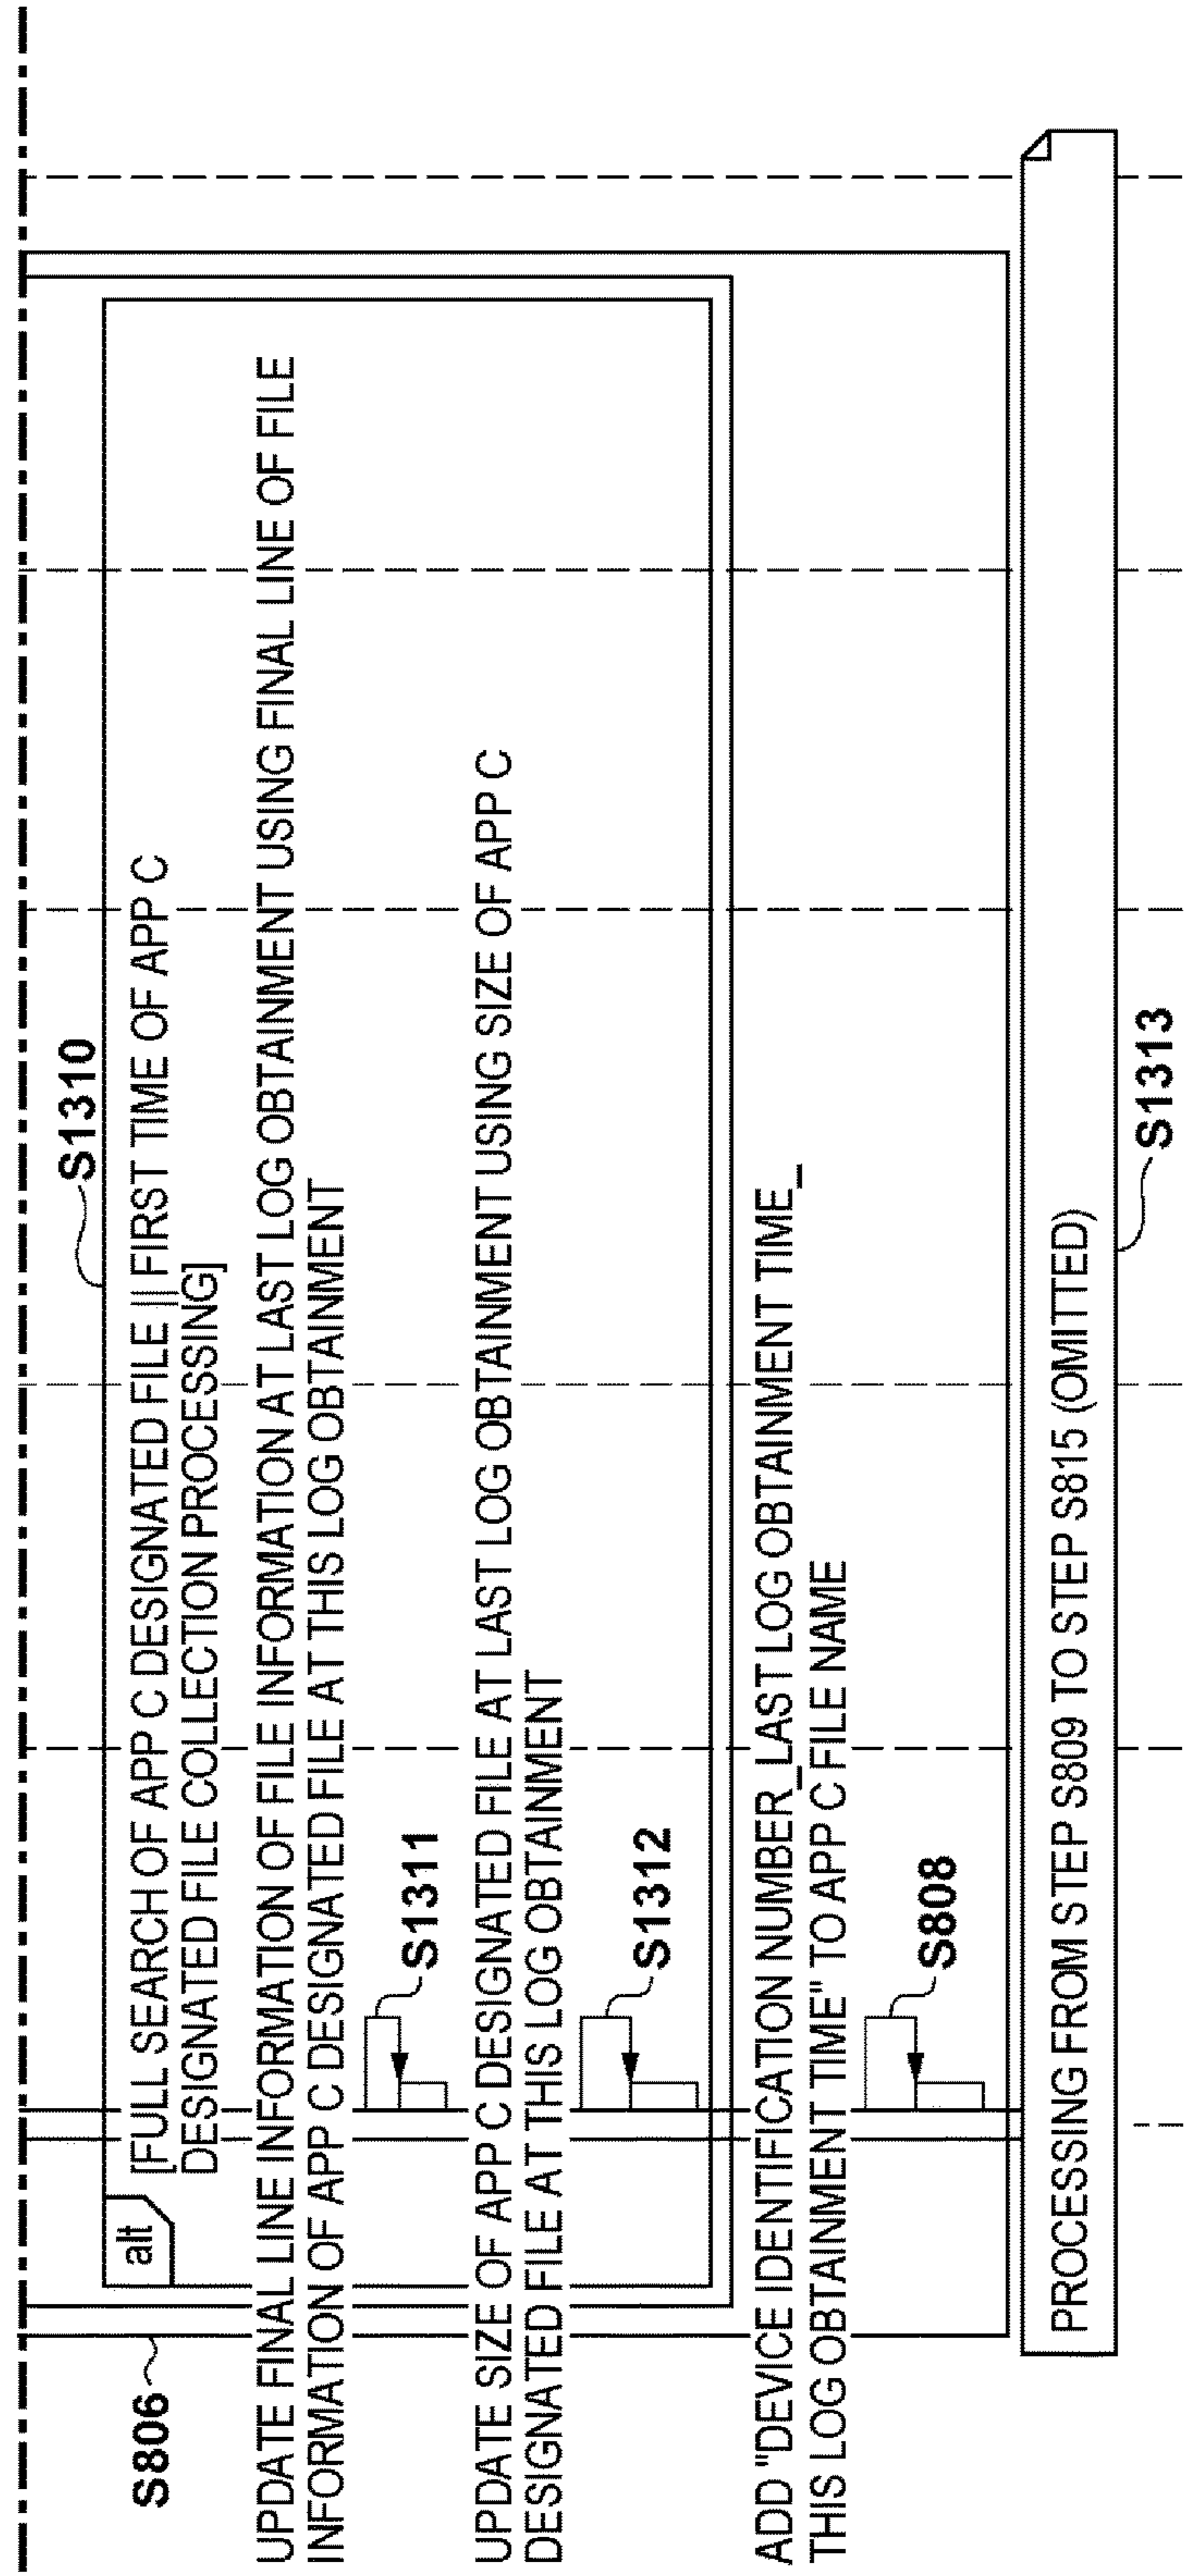 S1310
S806
alt
[FULL SEARCH OF APP C DESIGNATED FILE || FIRST TIME OF APP C
DESIGNATED FILE COLLECTION PROCESSING]
UPDATE FINAL LINE INFORMATION OF FILE INFORMATION AT LAST LOG OBTAINMENT USING FINAL LINE OF FILE
INFORMATION OF APP C DESIGNATED FILE AT THIS LOG OBTAINMENT
S1311
UPDATE SIZE OF APP C DESIGNATED FILE AT LAST LOG OBTAINMENT USING SIZE OF APP C
DESIGNATED FILE AT THIS LOG OBTAINMENT
S1312
ADD "DEVICE IDENTIFICATION NUMBER_LAST LOG OBTAINMENT TIME_
THIS LOG OBTAINMENT TIME" TO APP C FILE NAME
S808
PROCESSING FROM STEP S809 TO STEP S815 (OMITTED)
S1313